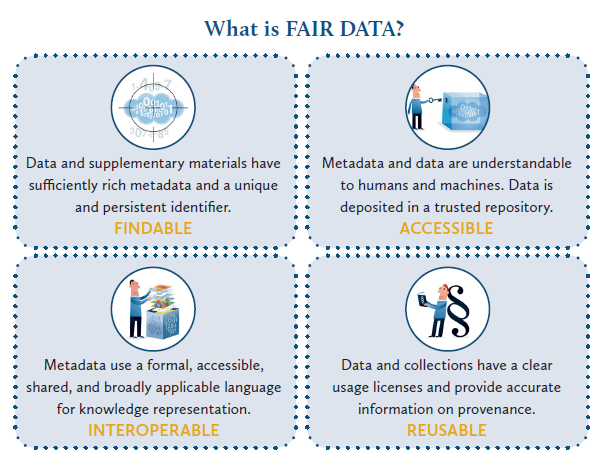 What is FAIR DATA?
Data and supplementary materials have
sufficiently rich metadata and a unique
and persistent identifier.
FINDABLE
Metadata and data are understandable
to humans and machines. Data is
deposited in a trusted repository.
ACCESSIBLE
Metadata use a formal, accessible,
shared, and broadly applicable language
for knowledge representation.
INTEROPERABLE
§
§
Data and collections have a clear
usage licenses and provide accurate
information on provenance.
REUSABLE